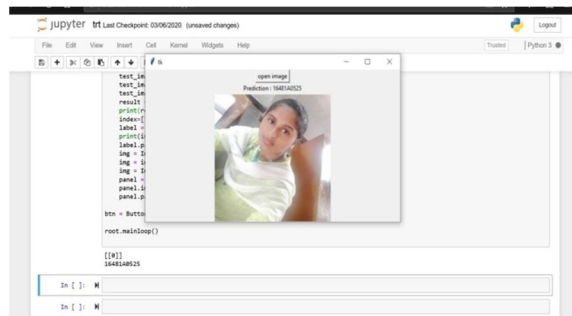 jupyter trt Last Checkpoint: 03/06/2020 (unsaved changes)
Logout
File Edit View Insert Cell Kernel Widgets Help
Trusted
Python 3
tk
open image
Prediction : 16481A0525
test_im
test_im
test_im
result
print(r
index=[
label =
print(i
label.p
img = I
img = i
img = I
panel =
panel.i
panel.p
btn = Butto
root.mainloop()
[[0]]
16481A0525
In [ ]:
In [ ]: